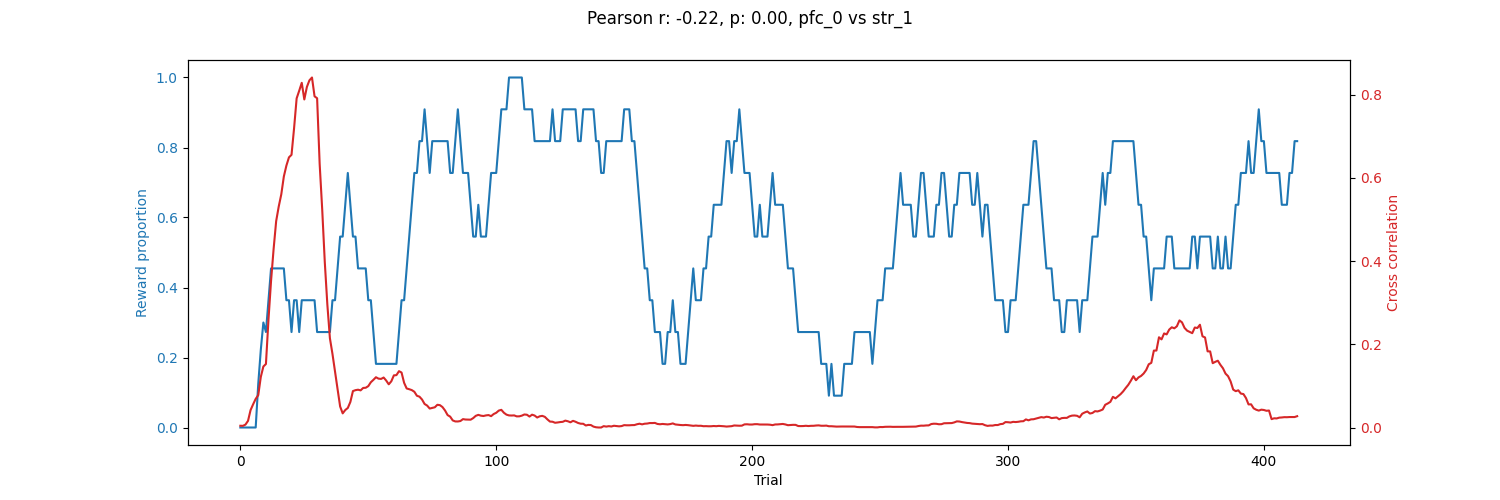 Pearson r: -0.22, p: 0.00, pfc_0 vs str_1
1.0
0.8
0.6
0.4
0.2
0.0
Reward proportion
0.8
0.6
0.4
0.2
0.0
Cross correlation
0 100 200 300 400
Trial